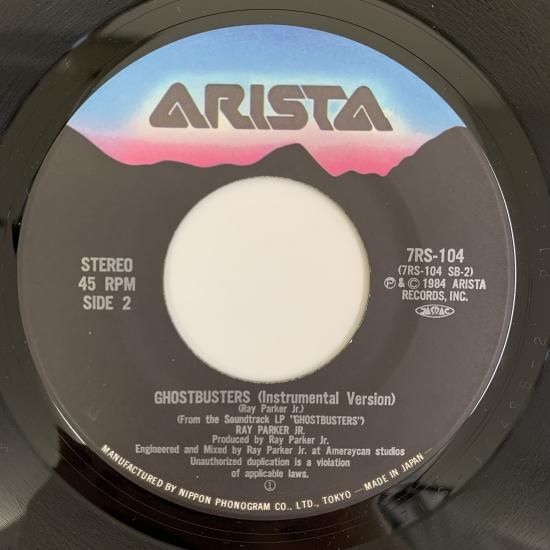 ARISTA
STEREO
45 RPM
SIDE 2
7RS-104
(7RS-104 SB-2)
℗ & © 1984 ARISTA
RECORDS, INC.
JASRAC
GHOSTBUSTERS (Instrumental Version)
(Ray Parker Jr.)
(From the Soundtrack LP "GHOSTBUSTERS")
RAY PARKER JR.
Produced by Ray Parker Jr.
Engineered and Mixed by Ray Parker Jr. at Ameraycan studios
Unauthorized duplication is a violation
of applicable laws.
①
MANUFACTURED BY NIPPON PHONOGRAM CO., LTD., TOKYO — MADE IN JAPAN